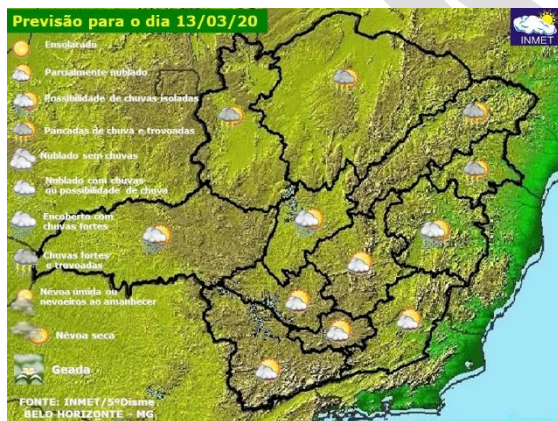 Previsão para o dia 13/03/20
INMET
Ensolarado
Parcialmente nublado
Possibilidade de chuvas isoladas
Pancadas de chuva e trovoadas
Nublado sem chuvas
Nublado com chuvas
ou possibilidade de chuva
Encoberto com
chuvas fortes
Chuvas fortes
e trovoadas
Névoa úmida ou
nevoeiros ao amanhecer
Névoa seca
Geada
FONTE: INMET/5ºDisme
BELO HORIZONTE - MG